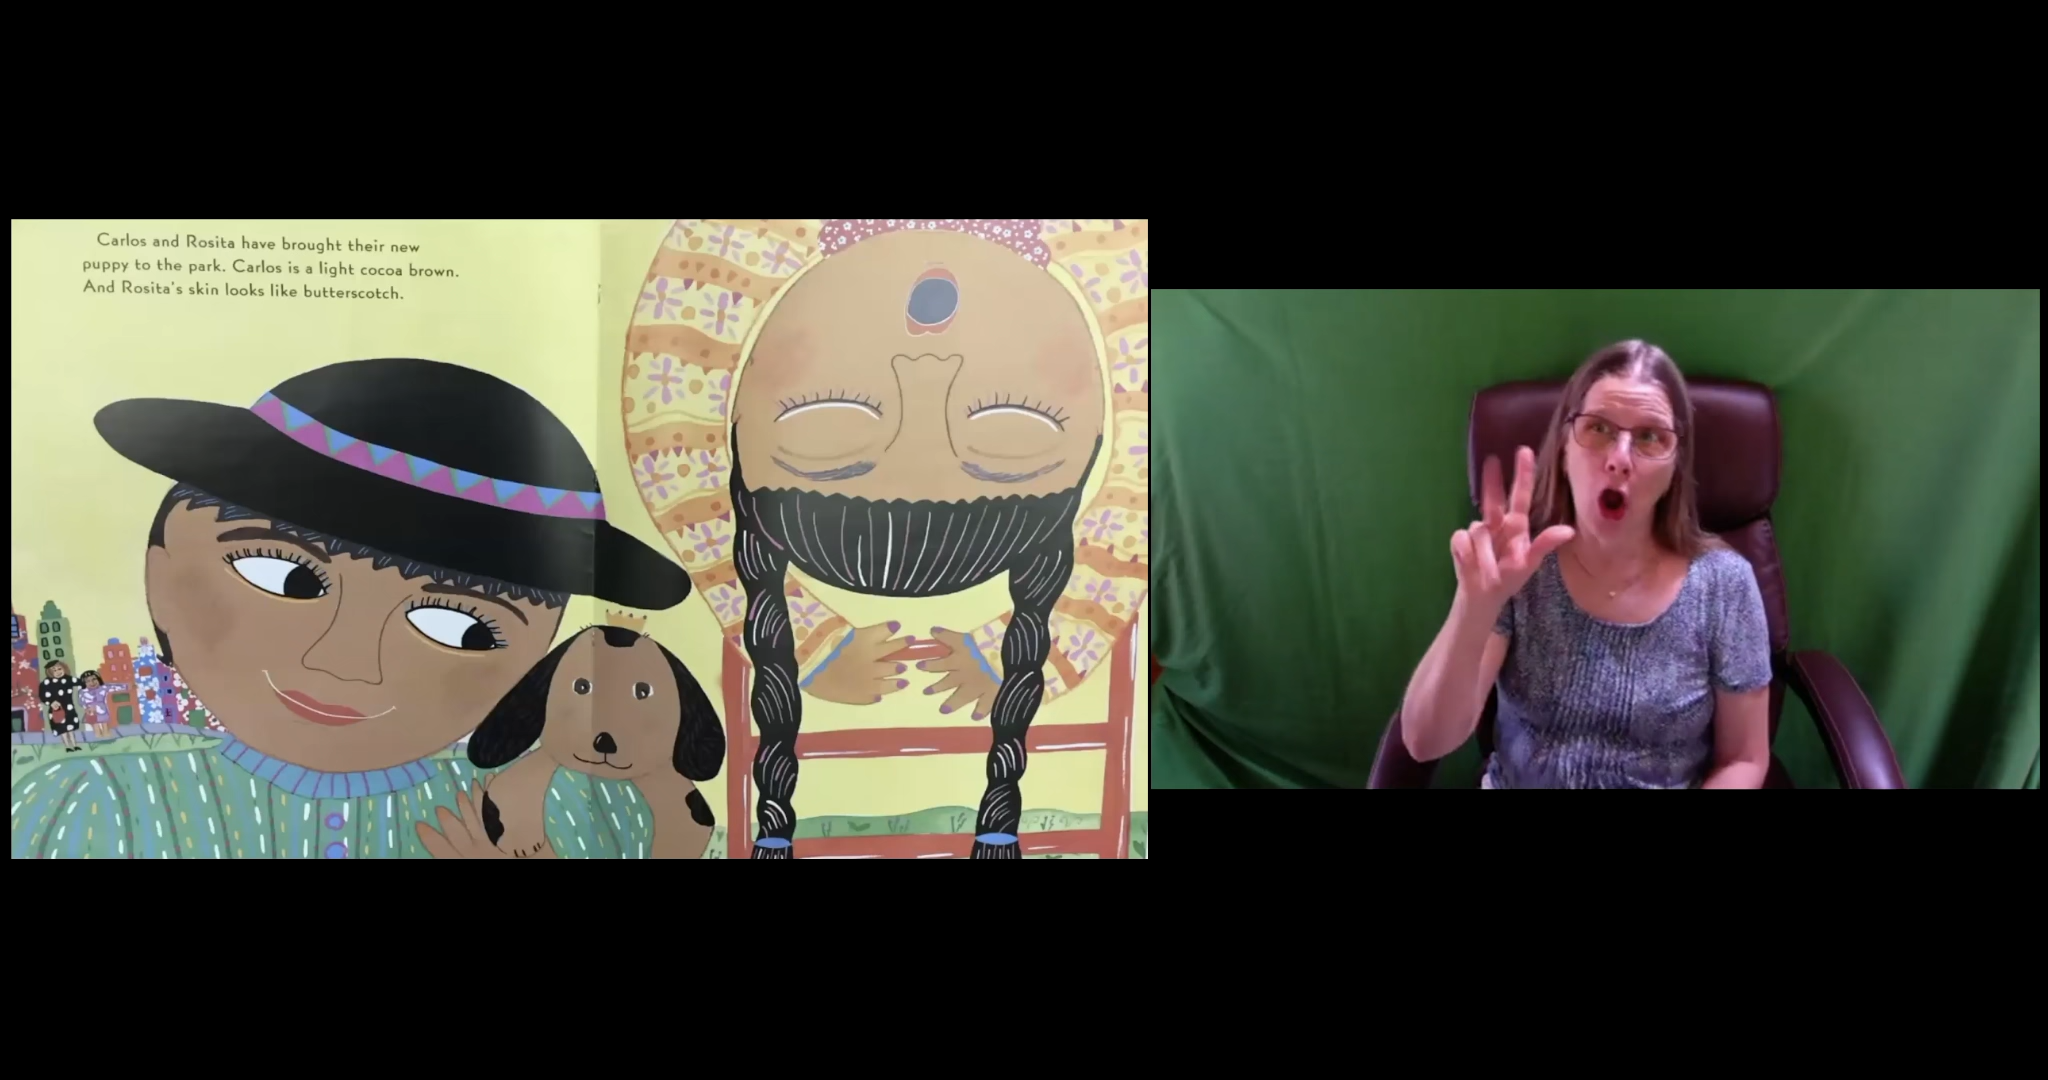 Carlos and Rosita have brought their new
puppy to the park. Carlos is a light cocoa brown.
And Rosita's skin looks like butterscotch.